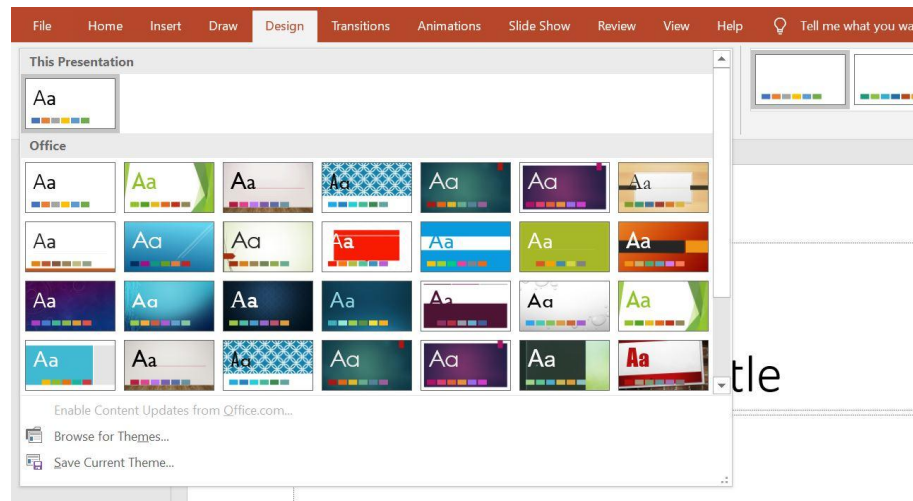 File Home Insert Draw Design Transitions Animations Slide Show Review View Help Tell me what you wa
This Presentation
Aa
Office
Aa Aa Aa Aa Aa Aa Aa
Aa Aa Aa Aa Aa Aa Aa
Aa Aa Aa Aa Aa Aa Aa
Aa Aa Aa Aa Aa Aa Aa
tle
Enable Content Updates from Office.com...
Browse for Themes...
Save Current Theme...